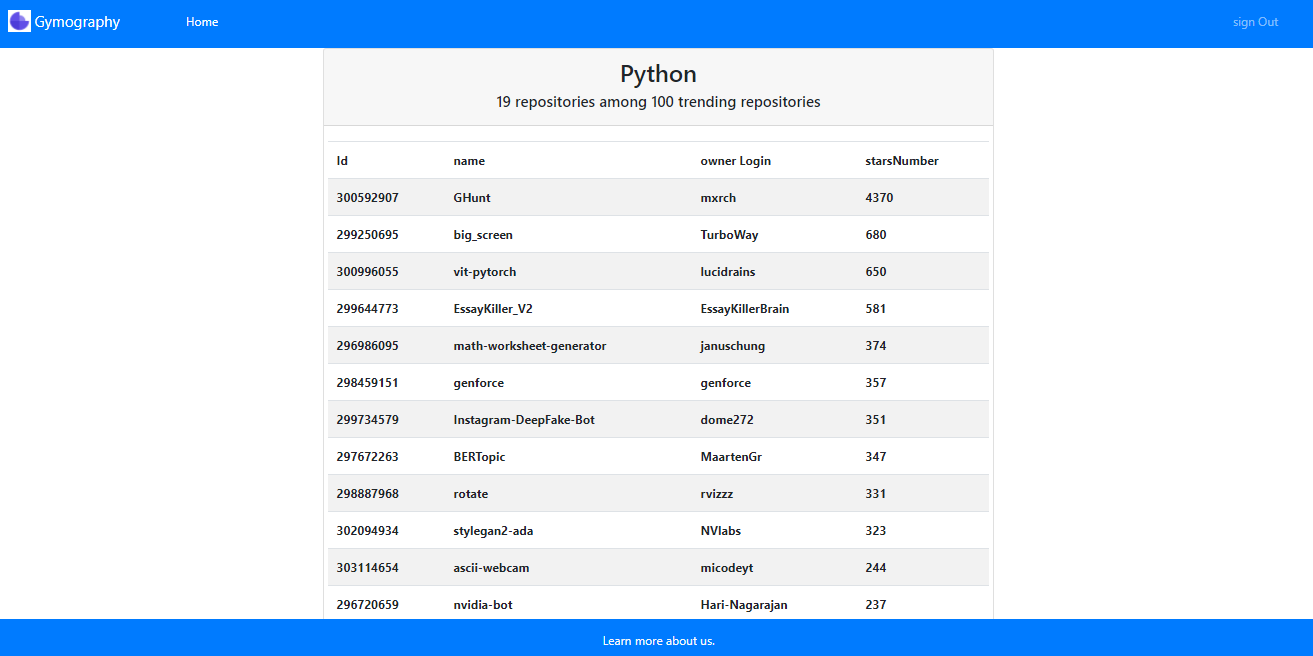 Gymography Home sign Out
Python
19 repositories among 100 trending repositories
Id name owner Login starsNumber
300592907 GHunt mxrch 4370
299250695 big_screen TurboWay 680
300996055 vit-pytorch lucidrains 650
299644773 EssayKiller_V2 EssayKillerBrain 581
296986095 math-worksheet-generator januschung 374
298459151 genforce genforce 357
299734579 Instagram-DeepFake-Bot dome272 351
297672263 BERTopic MaartenGr 347
298887968 rotate rvizzz 331
302094934 stylegan2-ada NVlabs 323
303114654 ascii-webcam micodeyt 244
296720659 nvidia-bot Hari-Nagarajan 237
Learn more about us.